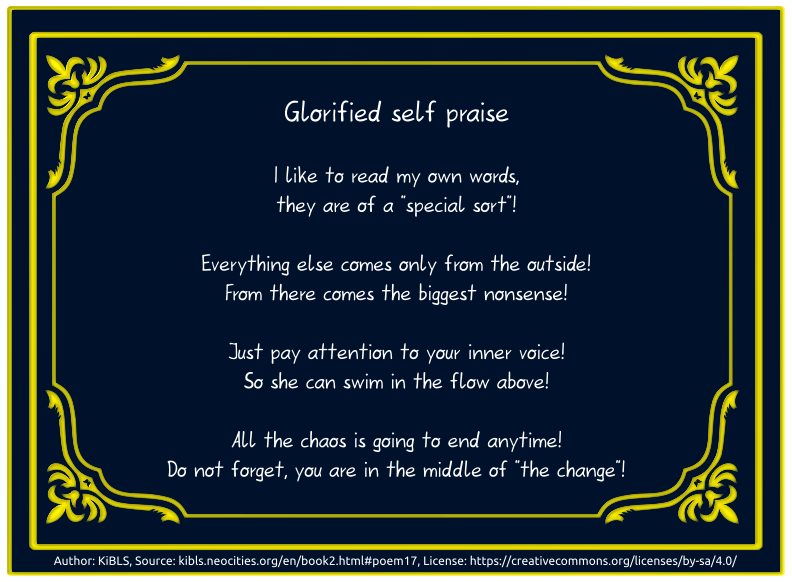 Glorified self praise
I like to read my own words,
they are of a "special sort"!
Everything else comes only from the outside!
From there comes the biggest nonsense!
Just pay attention to your inner voice!
So she can swim in the flow above!
All the chaos is going to end anytime!
Do not forget, you are in the middle of "the change"!
Author: KiBLS, Source: kibls.neocities.org/en/book2.html#poem17, License: https://creativecommons.org/licenses/by-sa/4.0/